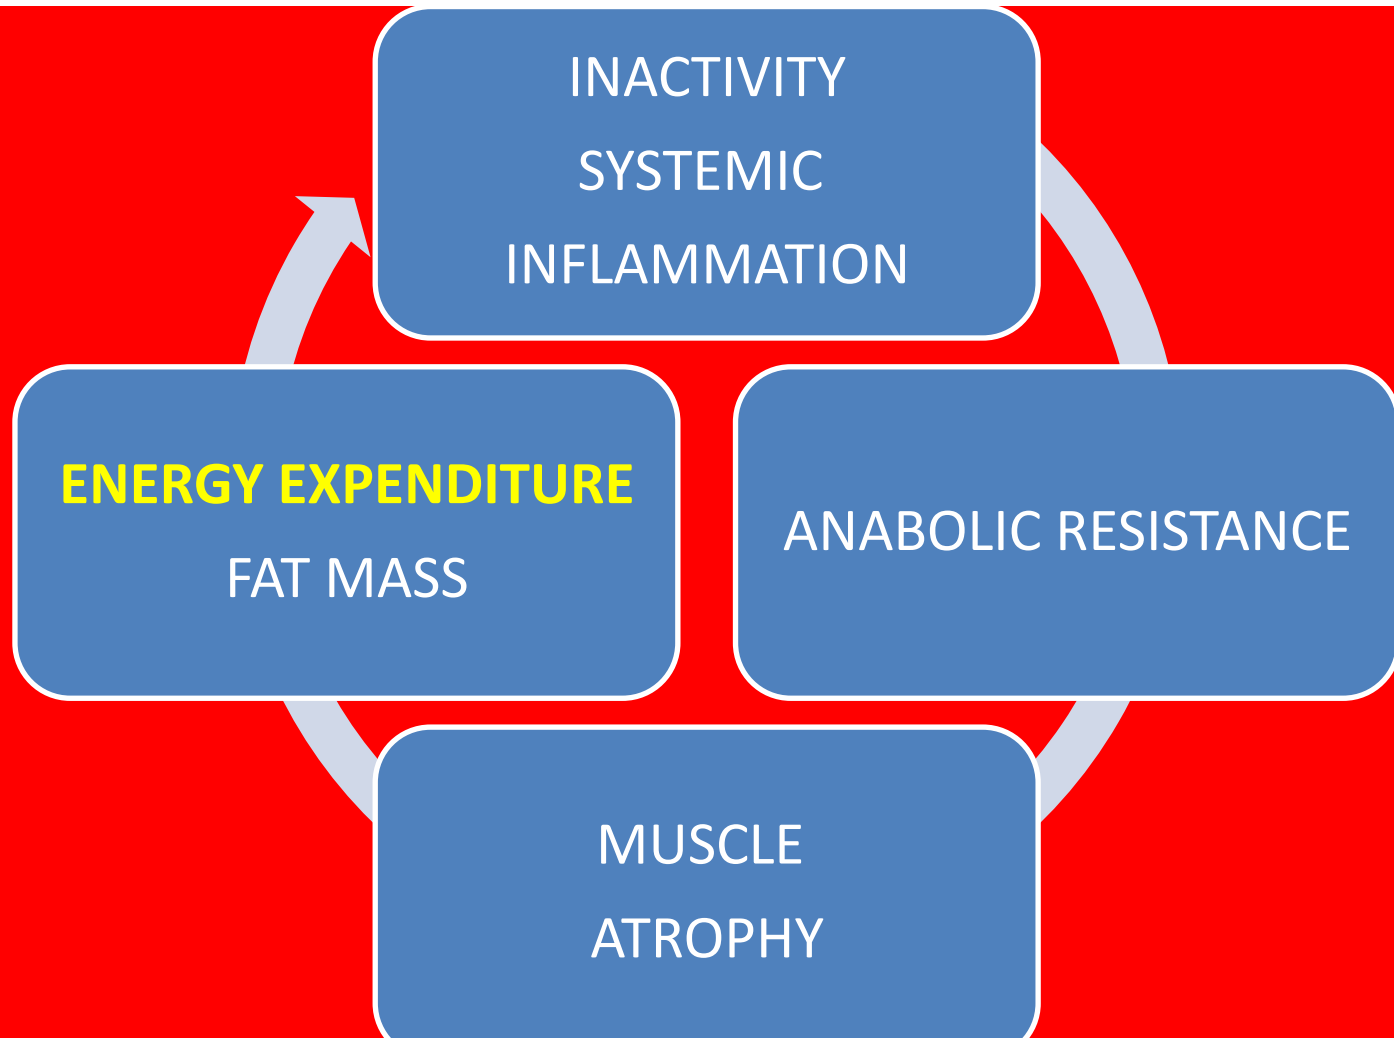 INACTIVITY
SYSTEMIC
INFLAMMATION
ENERGY EXPENDITURE
FAT MASS
ANABOLIC RESISTANCE
MUSCLE
ATROPHY